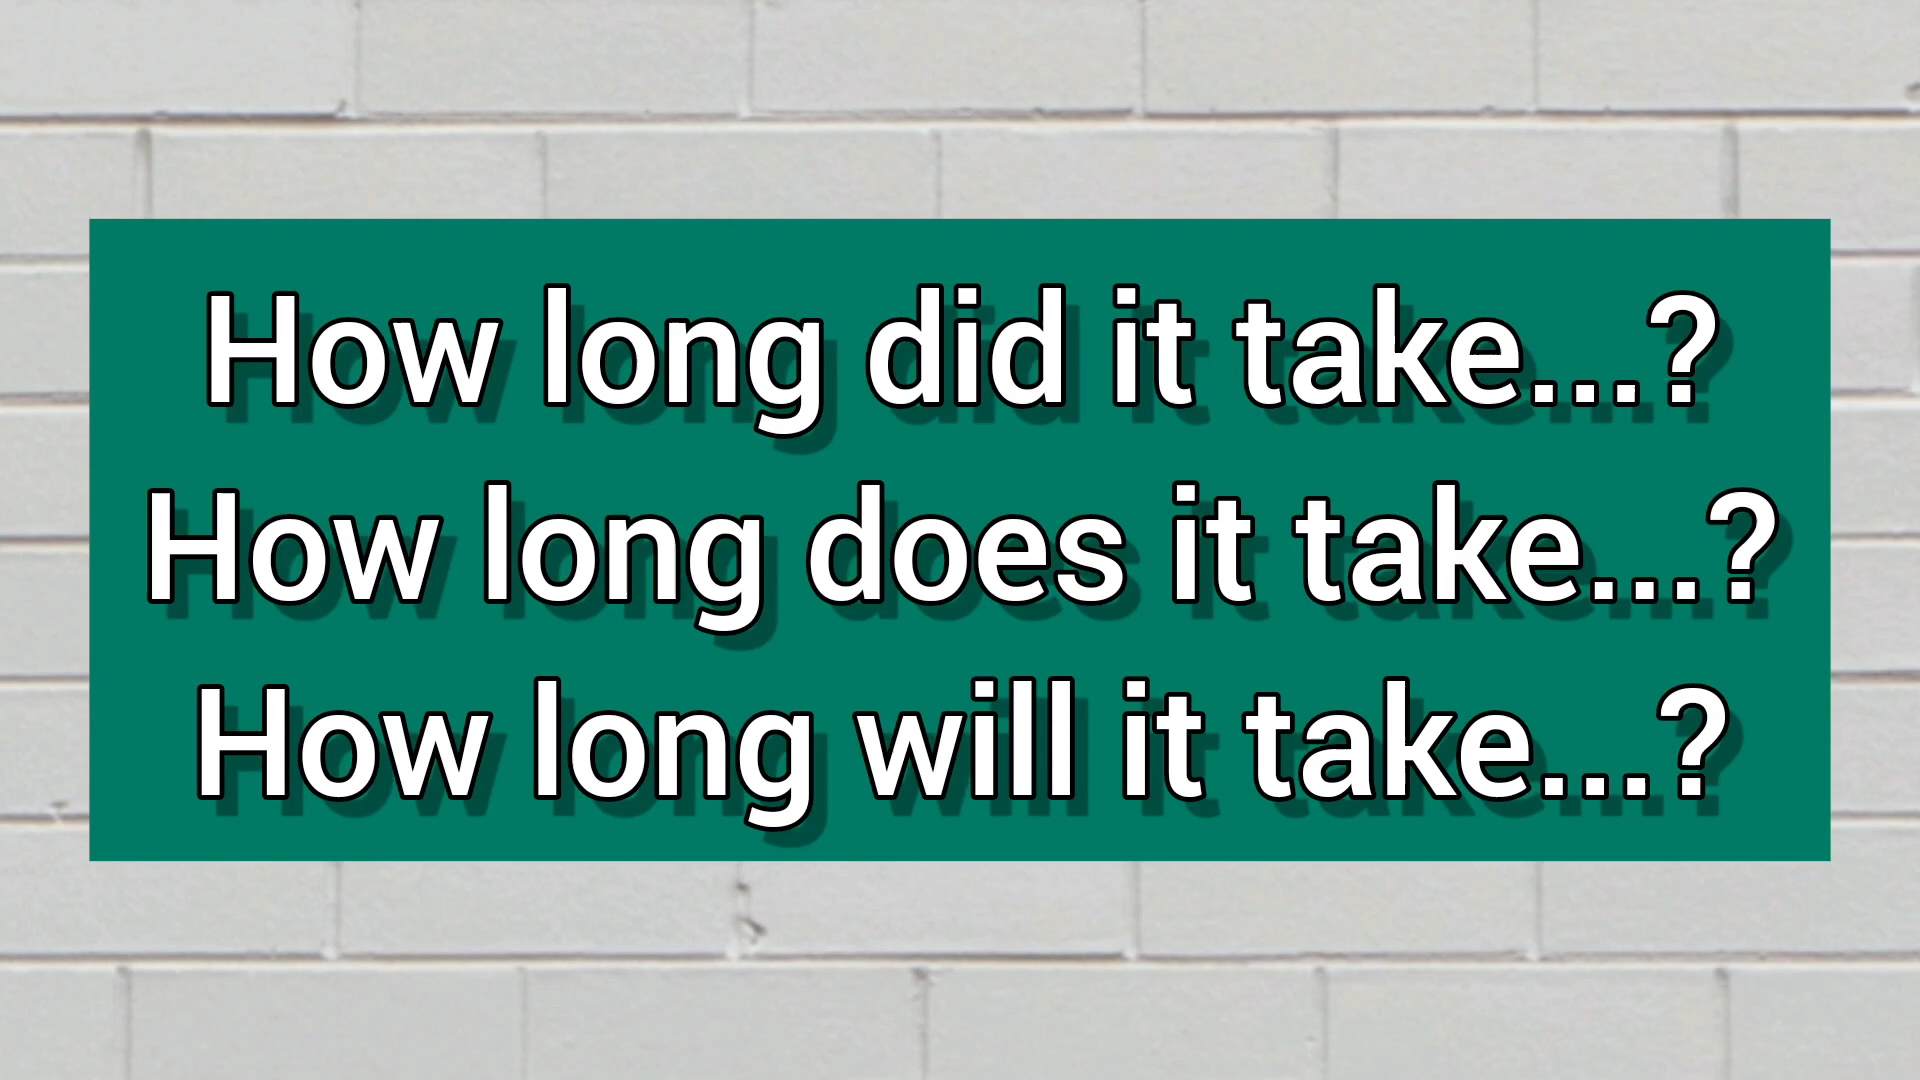 How long did it take...?
How long does it take...?
How long will it take...?